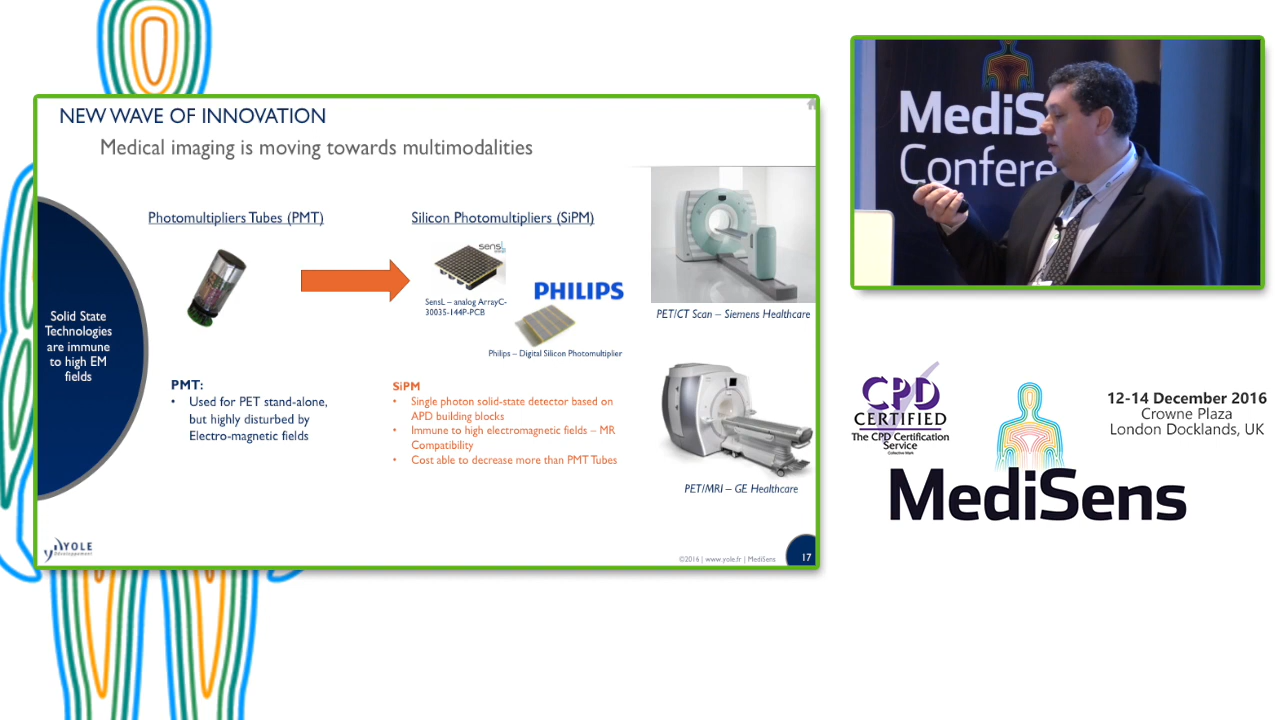 NEW WAVE OF INNOVATION
Medical imaging is moving towards multimodalities
Solid State
Technologies
are immune
to high EM
fields
Photomultipliers Tubes (PMT)
Silicon Photomultipliers (SiPM)
sensL
SensL – analog ArrayC-
30035-144P-PCB
PHILIPS
Philips – Digital Silicon Photomultiplier
PMT:
• Used for PET stand-alone,
but highly disturbed by
Electro-magnetic fields
SiPM
• Single photon solid-state detector based on
APD building blocks
• Immune to high electromagnetic fields – MR
Compatibility
• Cost able to decrease more than PMT Tubes
PET/CT Scan – Siemens Healthcare
PET/MRI – GE Healthcare
YOLE
Développement
©2016 | www.yole.fr | MediSens
17
MediS
Confere
CPD
CERTIFIED
The CPD Certification
Service
Collective Mark
12-14 December 2016
Crowne Plaza
London Docklands, UK
MediSens